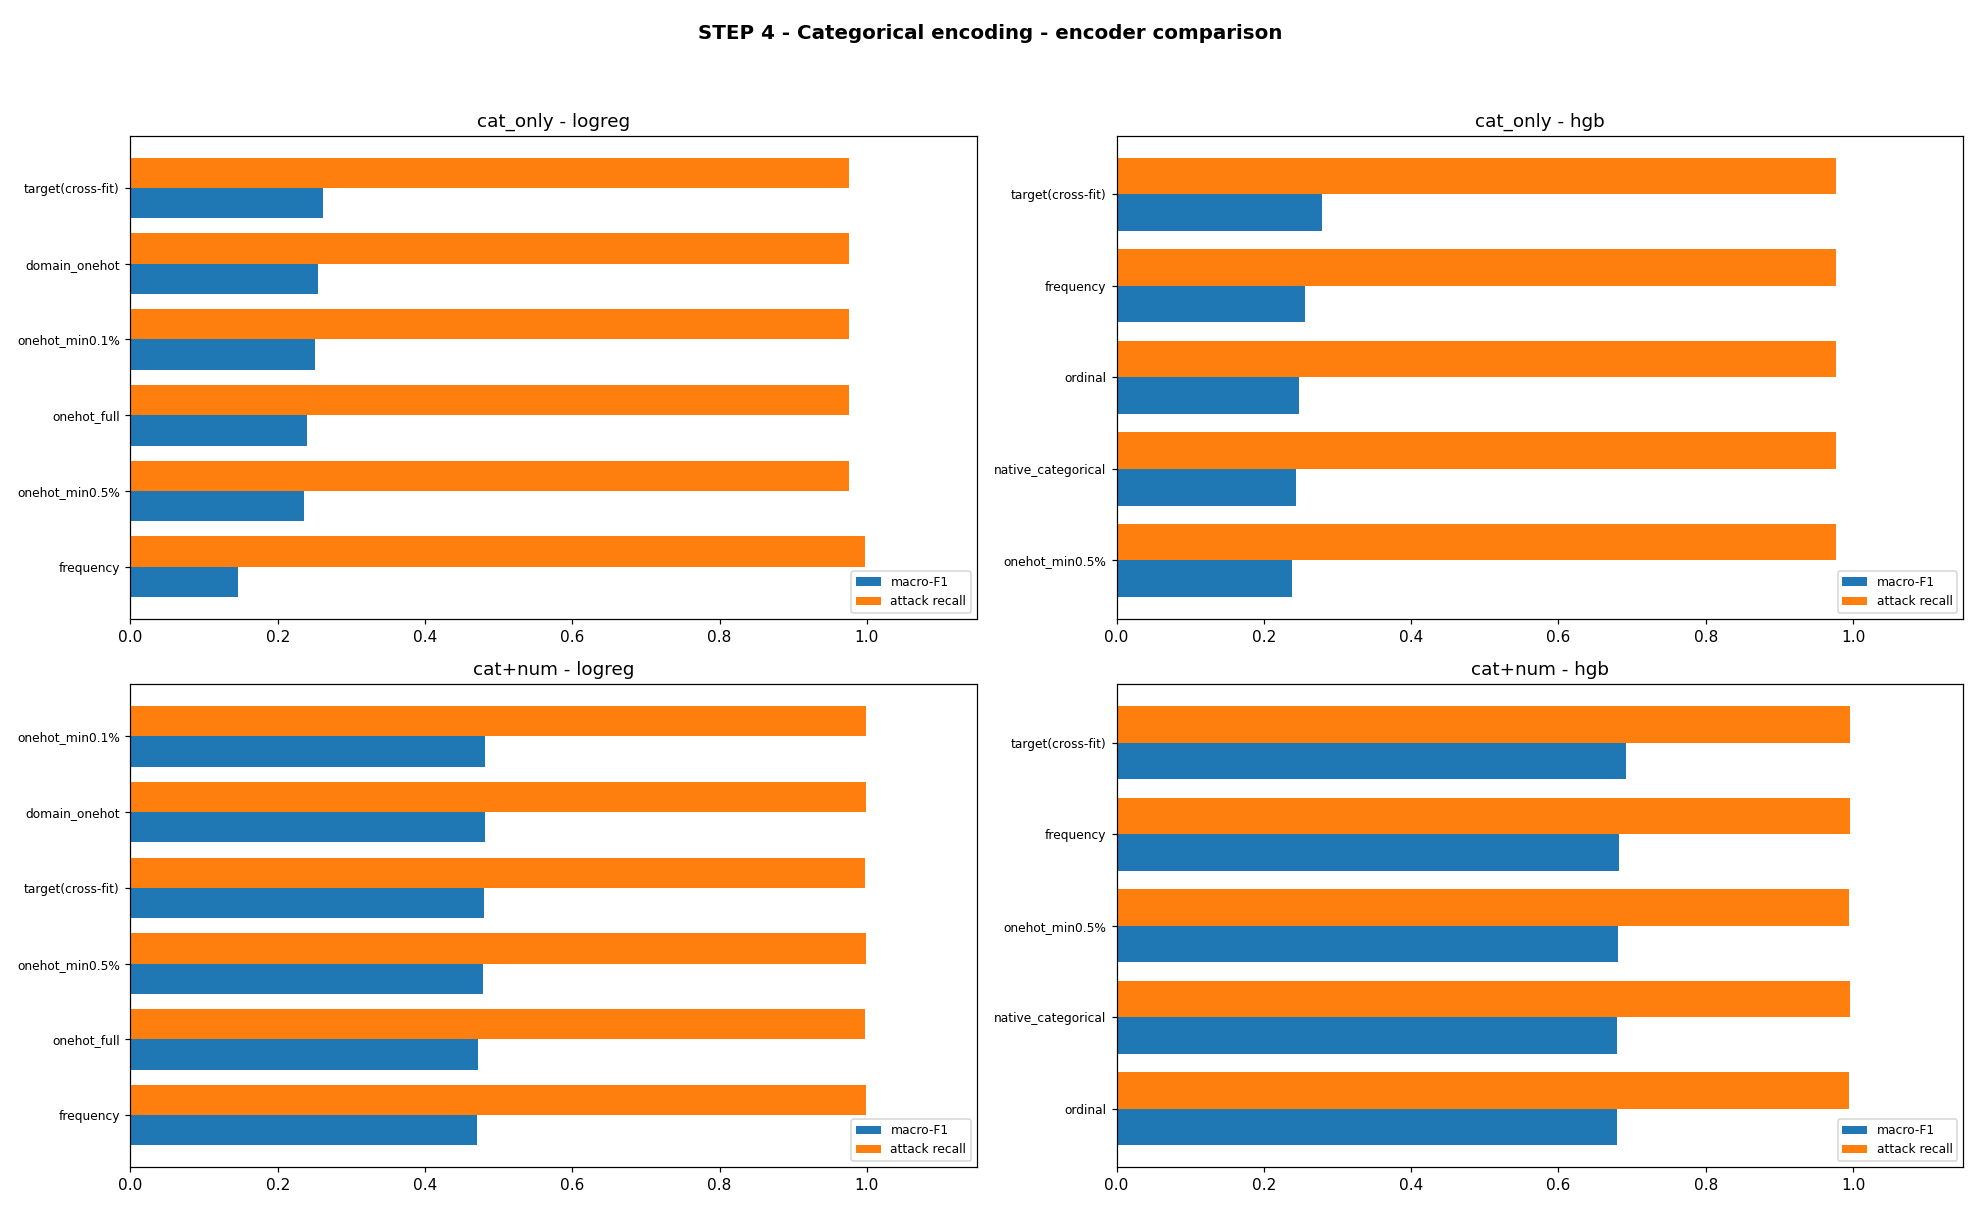 STEP 4 - Categorical encoding - encoder comparison
cat_only - logreg
target(cross-fit)
domain_onehot
onehot_min0.1%
onehot_full
onehot_min0.5%
frequency
macro-F1
attack recall
0.0 0.2 0.4 0.6 0.8 1.0
cat_only - hgb
target(cross-fit)
frequency
ordinal
native_categorical
onehot_min0.5%
macro-F1
attack recall
0.0 0.2 0.4 0.6 0.8 1.0
cat+num - logreg
onehot_min0.1%
domain_onehot
target(cross-fit)
onehot_min0.5%
onehot_full
frequency
macro-F1
attack recall
0.0 0.2 0.4 0.6 0.8 1.0
cat+num - hgb
target(cross-fit)
frequency
onehot_min0.5%
native_categorical
ordinal
macro-F1
attack recall
0.0 0.2 0.4 0.6 0.8 1.0